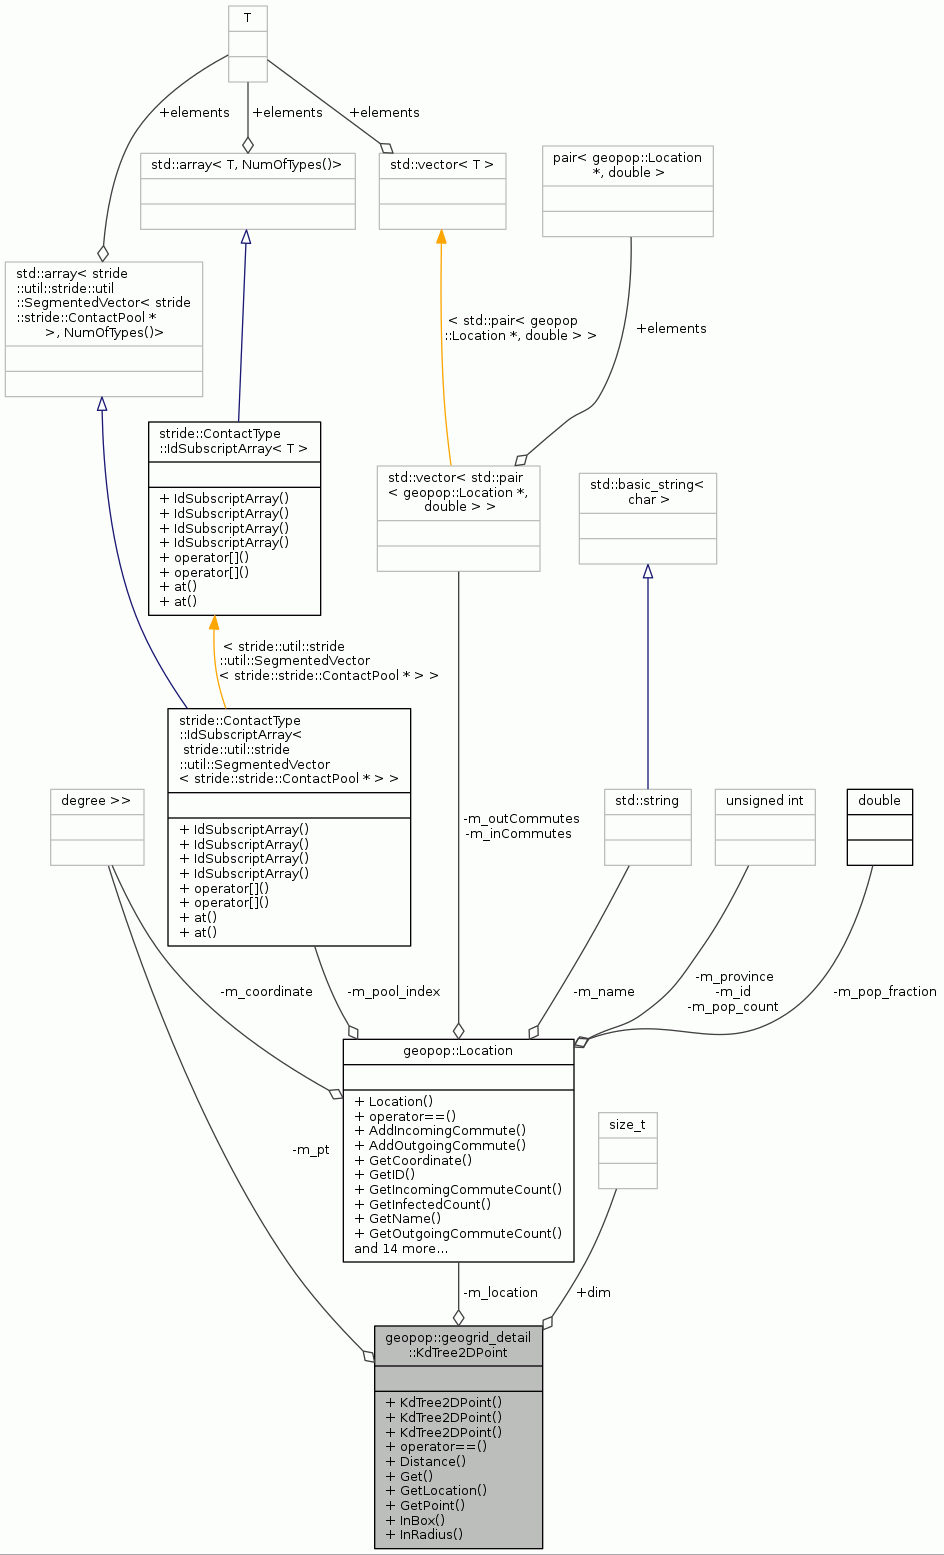 T
+elements
+elements
+elements
std::array< T, NumOfTypes()>
std::vector< T >
pair< geopop::Location
*, double >
std::array< stride
::util::stride::util
::SegmentedVector< stride
::stride::ContactPool *
>, NumOfTypes()>
< std::pair< geopop
::Location *, double > >
+elements
stride::ContactType
::IdSubscriptArray< T >
+ IdSubscriptArray()
+ IdSubscriptArray()
+ IdSubscriptArray()
+ IdSubscriptArray()
+ operator[]()
+ operator[]()
+ at()
+ at()
std::vector< std::pair
< geopop::Location *,
double > >
std::basic_string<
char >
< stride::util::stride
::util::SegmentedVector
< stride::stride::ContactPool * > >
stride::ContactType
::IdSubscriptArray<
stride::util::stride
::util::SegmentedVector
< stride::stride::ContactPool * > >
+ IdSubscriptArray()
+ IdSubscriptArray()
+ IdSubscriptArray()
+ IdSubscriptArray()
+ operator[]()
+ operator[]()
+ at()
+ at()
degree >>
-m_outCommutes
-m_inCommutes
std::string
unsigned int
double
-m_coordinate
-m_pool_index
-m_name
-m_province
-m_id
-m_pop_count
-m_pop_fraction
geopop::Location
+ Location()
+ operator==()
+ AddIncomingCommute()
+ AddOutgoingCommute()
+ GetCoordinate()
+ GetID()
+ GetIncomingCommuteCount()
+ GetInfectedCount()
+ GetName()
+ GetOutgoingCommuteCount()
and 14 more...
-m_pt
size_t
-m_location
+dim
geopop::geogrid_detail
::KdTree2DPoint
+ KdTree2DPoint()
+ KdTree2DPoint()
+ KdTree2DPoint()
+ operator==()
+ Distance()
+ Get()
+ GetLocation()
+ GetPoint()
+ InBox()
+ InRadius()